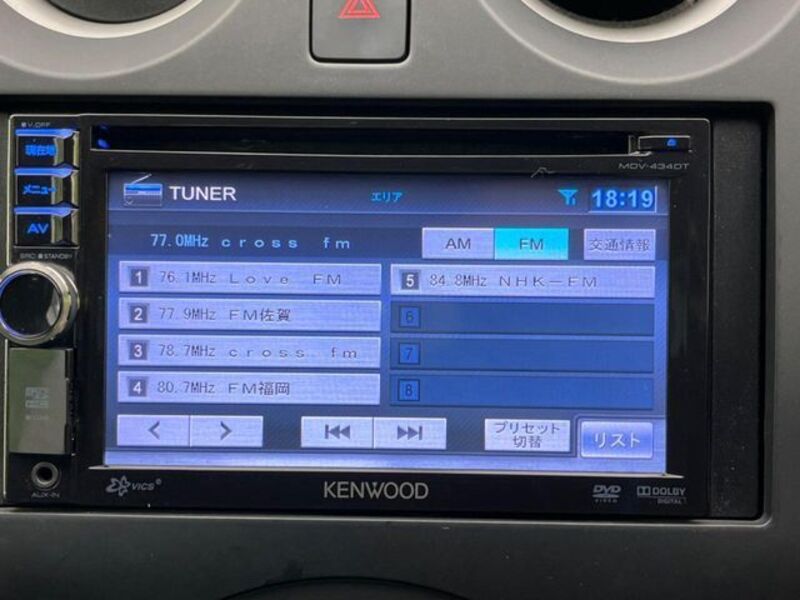 V.OFF
現在地
メニュー
AV
SRC STANDBY
AUX-IN
MDV-434DT
TUNER
エリア
18:19
77.0MHz cross fm
AM
FM
交通情報
1 76.1MHz Love FM
5 84.8MHz NHK-FM
2 77.9MHz FM佐賀
6
3 78.7MHz cross fm
7
4 80.7MHz FM福岡
8
プリセット
切替
リスト
VICS
KENWOOD
DVD
VIDEO
DOLBY
DIGITAL